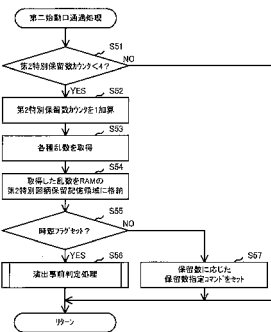 第二始動口通過処理
S51
第2特別保留数カウンタ<4?
NO
YES
S52
第2特別保留数カウンタを1加算
S53
各種乱数を取得
S54
取得した乱数をRAMの
第2特別図柄保留記憶領域に格納
S55
時短フラグセット?
NO
YES
S56
演出事前判定処理
S57
保留数に応じた
保留数指定コマンドをセット
リターン